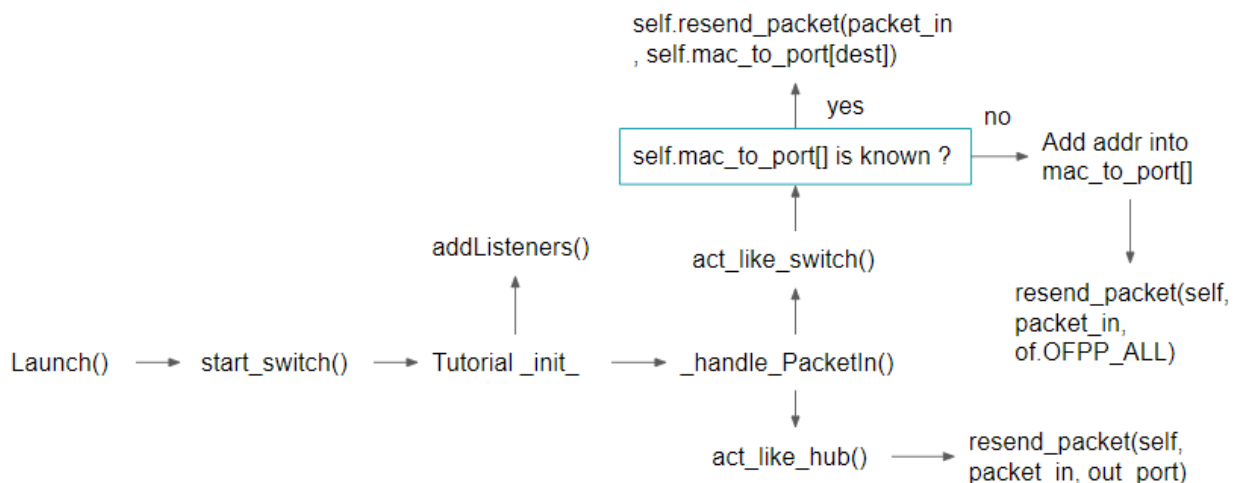 self.resend_packet(packet_in
, self.mac_to_port[dest])
yes
no
self.mac_to_port[] is known ?
Add addr into
mac_to_port[]
addListeners()
act_like_switch()
resend_packet(self,
packet_in,
of.OFPP_ALL)
Launch()
start_switch()
Tutorial _init_
_handle_PacketIn()
act_like_hub()
resend_packet(self,
packet_in, out_port)